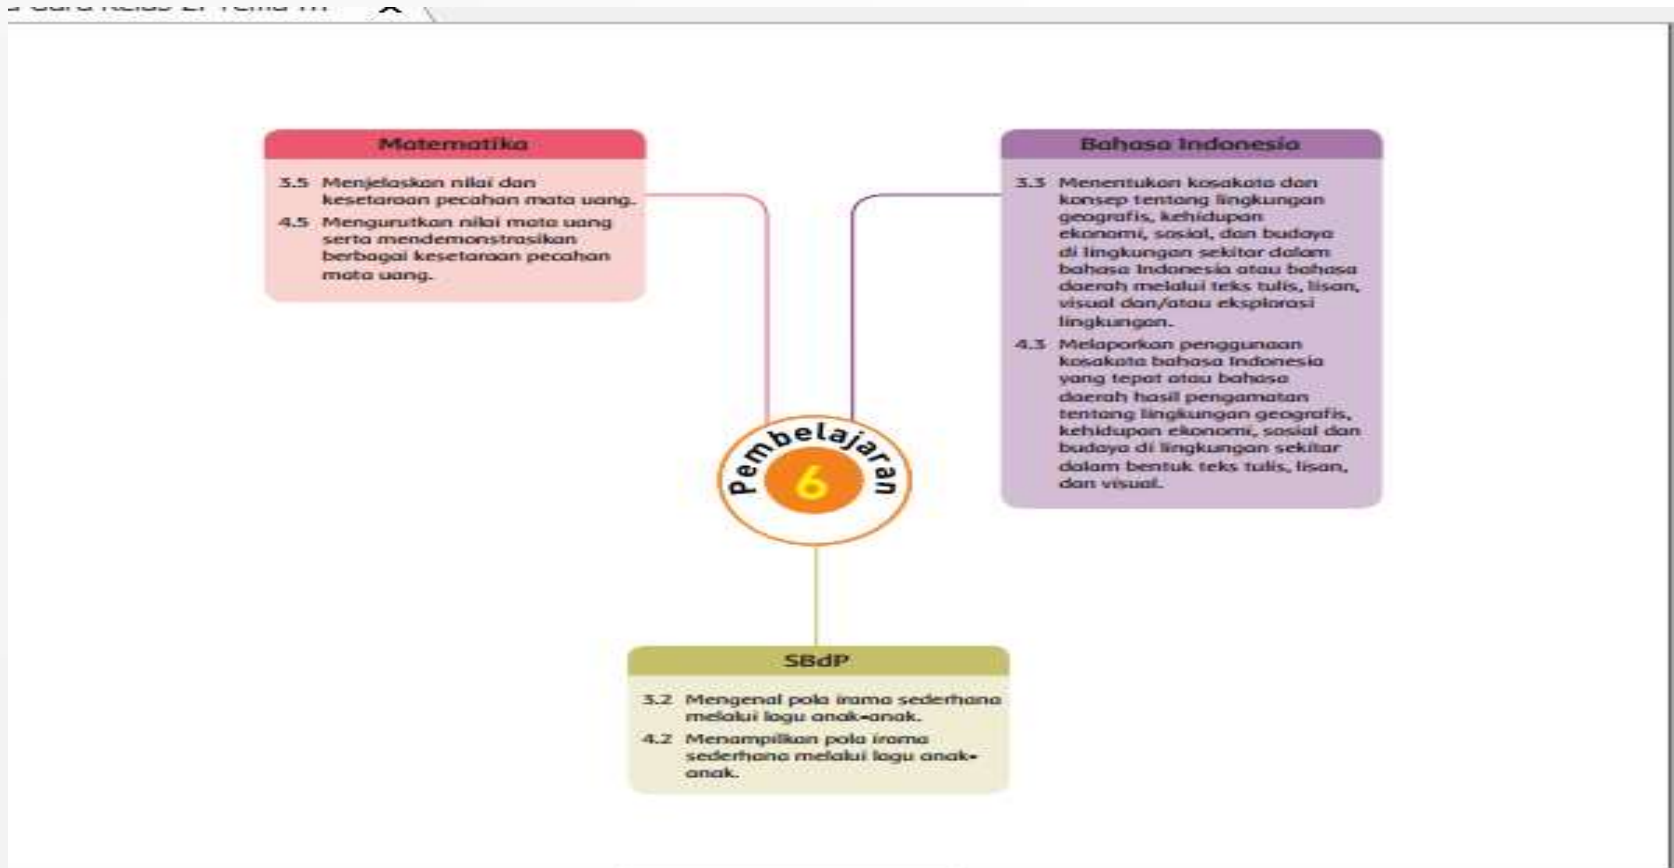 Matematika
3.5 Menjelaskan nilai dan
kesetaraan pecahan mata uang.
4.5 Mengurutkan nilai mata uang
serta mendemonstrasikan
berbagai kesetaraan pecahan
mata uang.
Bahasa Indonesia
3.3 Menentukan kosakata dan
konsep tentang lingkungan
geografis, kehidupan
ekonomi, sosial, dan budaya
di lingkungan sekitar dalam
bahasa Indonesia atau bahasa
daerah melalui teks tulis, lisan,
visual dan/atau eksplorasi
lingkungan.
4.3 Melaporkan penggunaan
kosakata bahasa Indonesia
yang tepat atau bahasa
daerah hasil pengamatan
tentang lingkungan geografis,
kehidupan ekonomi, sosial dan
budaya di lingkungan sekitar
dalam bentuk teks tulis, lisan,
dan visual.
Pembelajaran
6
SBdP
3.2 Mengenal pola irama sederhana
melalui lagu anak-anak.
4.2 Menampilkan pola irama
sederhana melalui lagu anak-
anak.